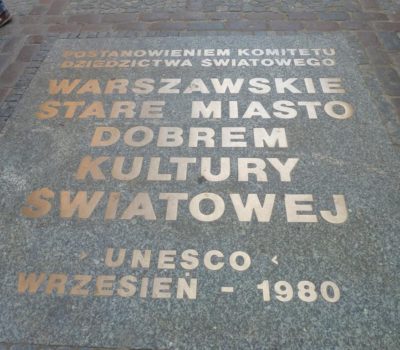 POSTANOWIENIEM KOMITETU
DZIEDZICTWA ŚWIATOWEGO
WARSZAWSKIE
STARE MIASTO
DOBREM
KULTURY
ŚWIATOWEJ
› UNESCO ‹
WRZESIEŃ - 1980